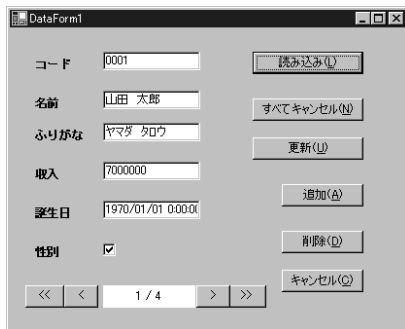 DataForm1
コード 0001 読み込み(L)
名前 山田 太郎 すべてキャンセル(N)
ふりがな ヤマダ タロウ 更新(U)
収入 7000000
追加(A)
誕生日 1970/01/01 0:00:0(
性別 削除(D)
キャンセル(C)
<< < 1 / 4 > >>